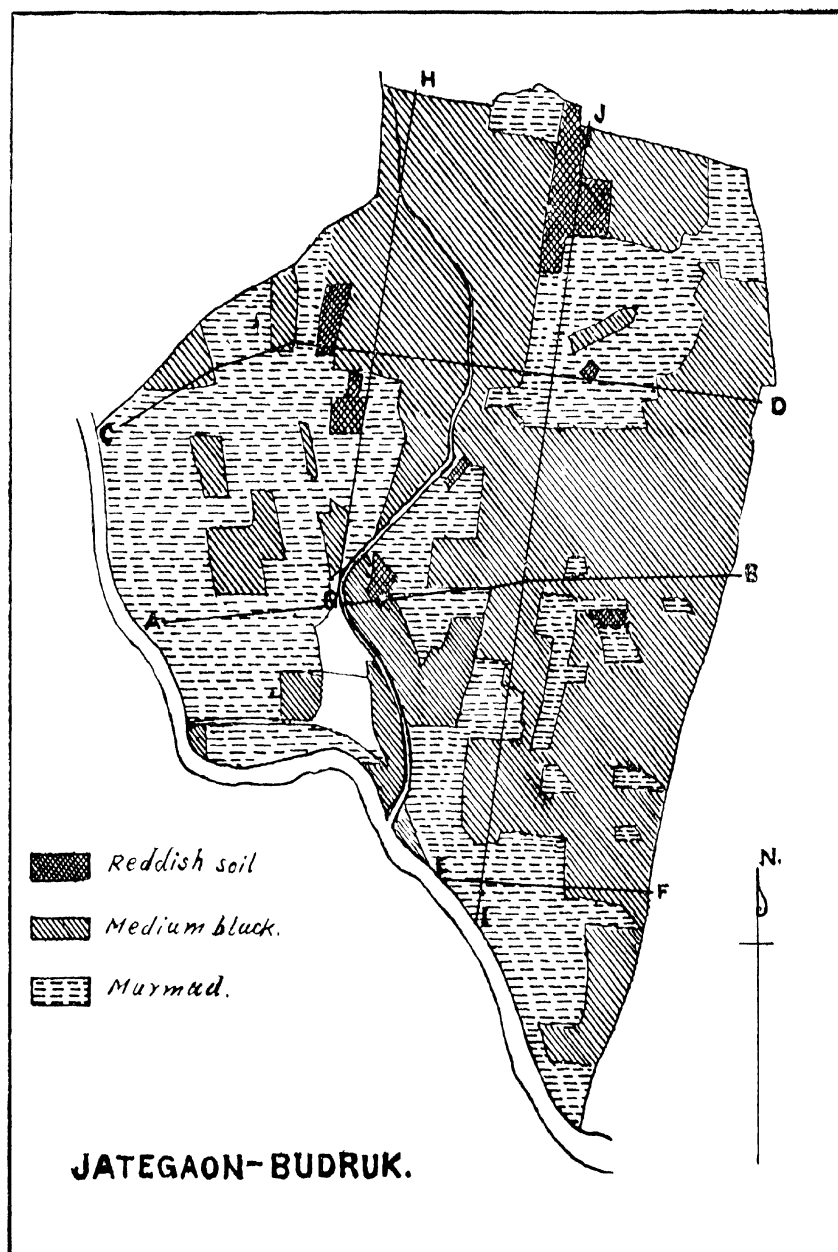 H
J
C
D
B
A
G
E
F
I
N.
Reddish soil
Medium black.
Murmad.
JATEGAON-BUDRUK.